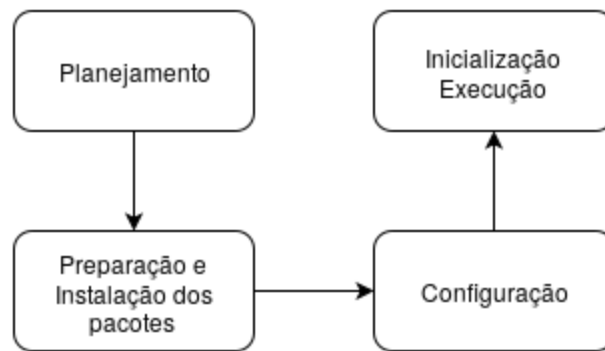 Planejamento
Inicialização
Execução
Preparação e
Instalação dos
pacotes
Configuração